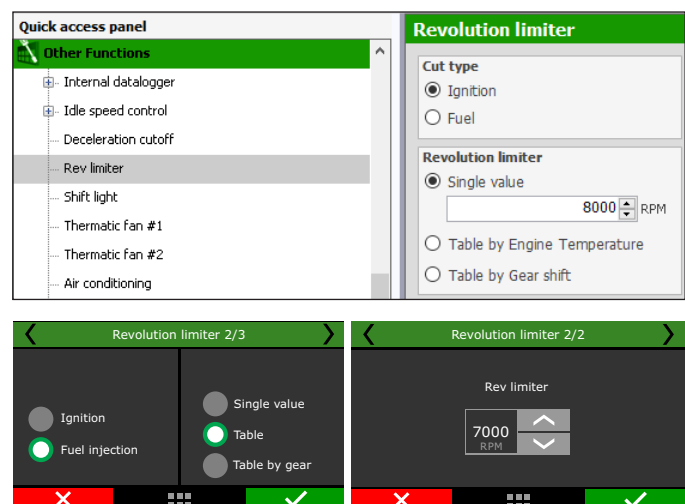 Quick access panel
Other Functions
Internal datalogger
Idle speed control
Deceleration cutoff
Rev limiter
Shift light
Thermatic fan #1
Thermatic fan #2
Air conditioning
Revolution limiter
Cut type
Ignition
Fuel
Revolution limiter
Single value
8000 RPM
Table by Engine Temperature
Table by Gear shift
Revolution limiter 2/3
Ignition
Fuel injection
Single value
Table
Table by gear
Revolution limiter 2/2
Rev limiter
7000
RPM